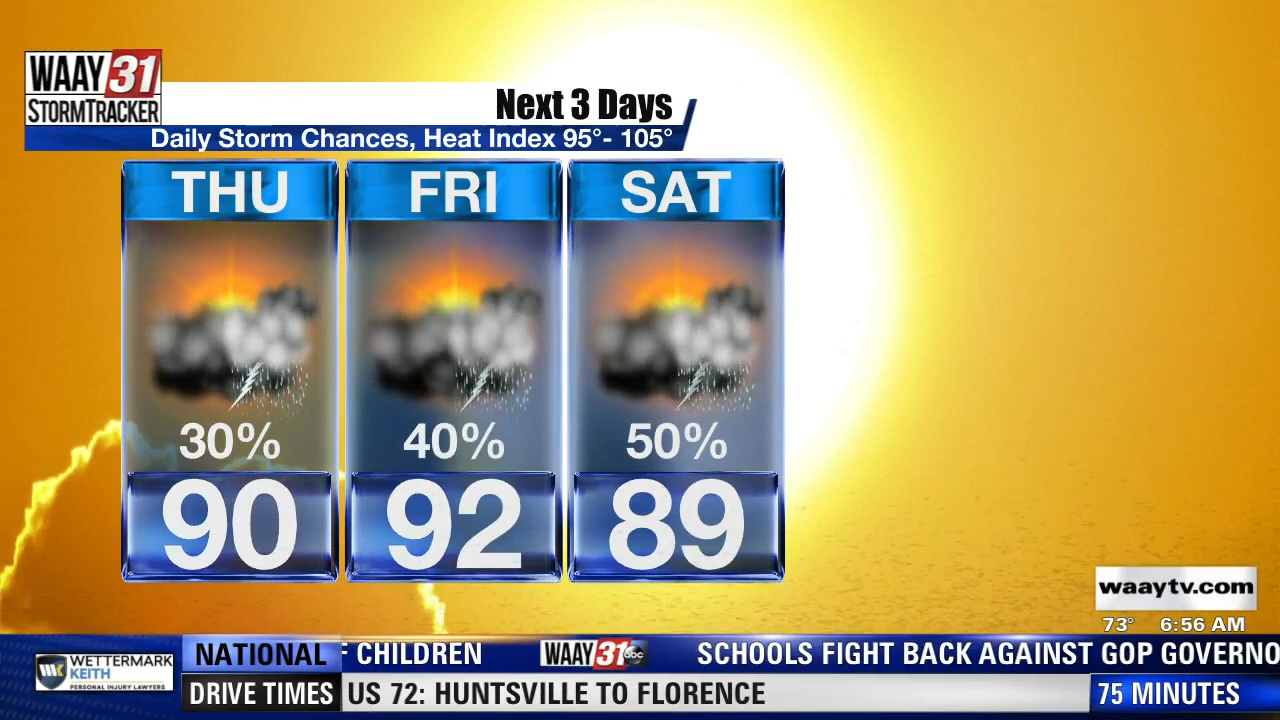 WAAY 31
STORMTRACKER
Next 3 Days
Daily Storm Chances, Heat Index 95°- 105°
THU FRI SAT
30% 40% 50%
90 92 89
waaytv.com
73° 6:56 AM
WETTERMARK
KEITH
PERSONAL INJURY LAWYERS
NATIONAL F CHILDREN WAAY 31 abc SCHOOLS FIGHT BACK AGAINST GOP GOVERNO
DRIVE TIMES US 72: HUNTSVILLE TO FLORENCE 75 MINUTES